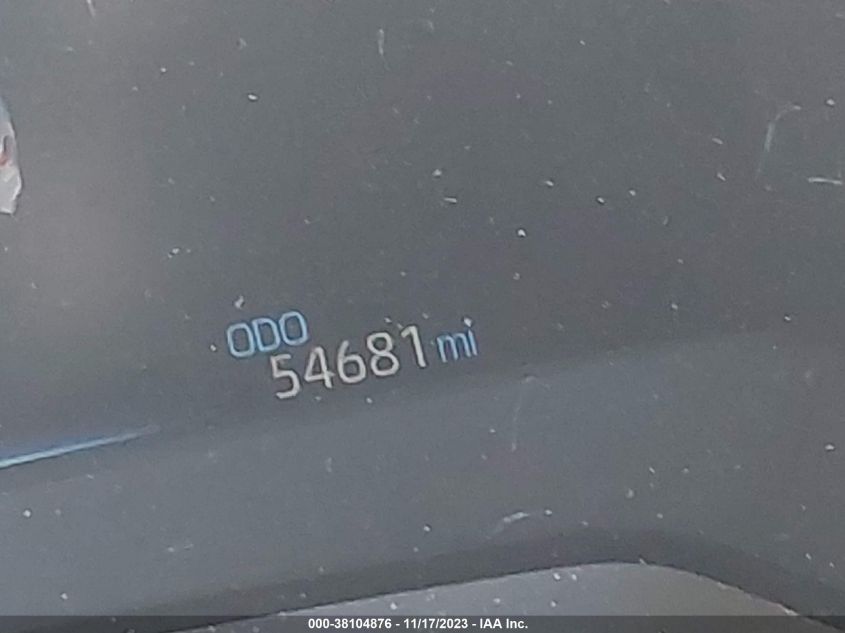 ODO
54681 mi
000-38104876 - 11/17/2023 - IAA Inc.